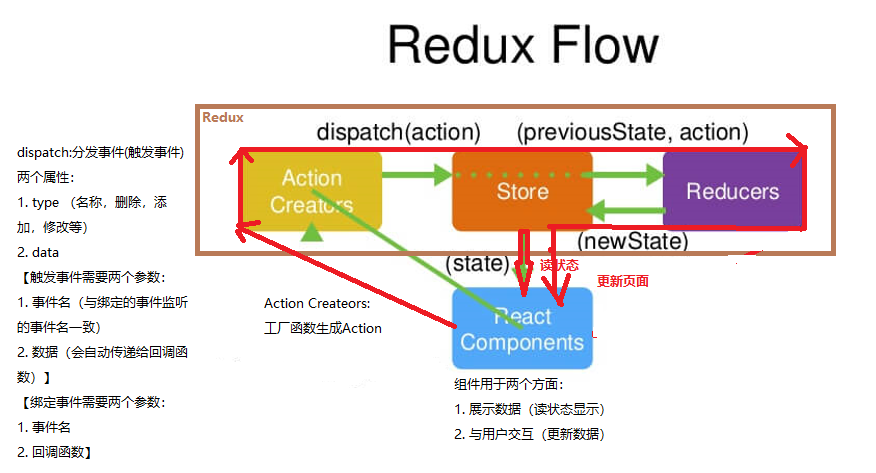 Redux Flow
Redux
dispatch(action)
(previousState, action)
Action
Creators
Store
Reducers
(newState)
(state)
读状态
更新页面
React
Components
dispatch:分发事件(触发事件)
两个属性：
1. type （名称，删除，添
加，修改等）
2. data
【触发事件需要两个参数：
1. 事件名（与绑定的事件监听
的事件名一致）
2. 数据（会自动传递给回调函
数）】
【绑定事件需要两个参数：
1. 事件名
2. 回调函数】
Action Createors:
工厂函数生成Action
组件用于两个方面：
1. 展示数据（读状态显示）
2. 与用户交互（更新数据）